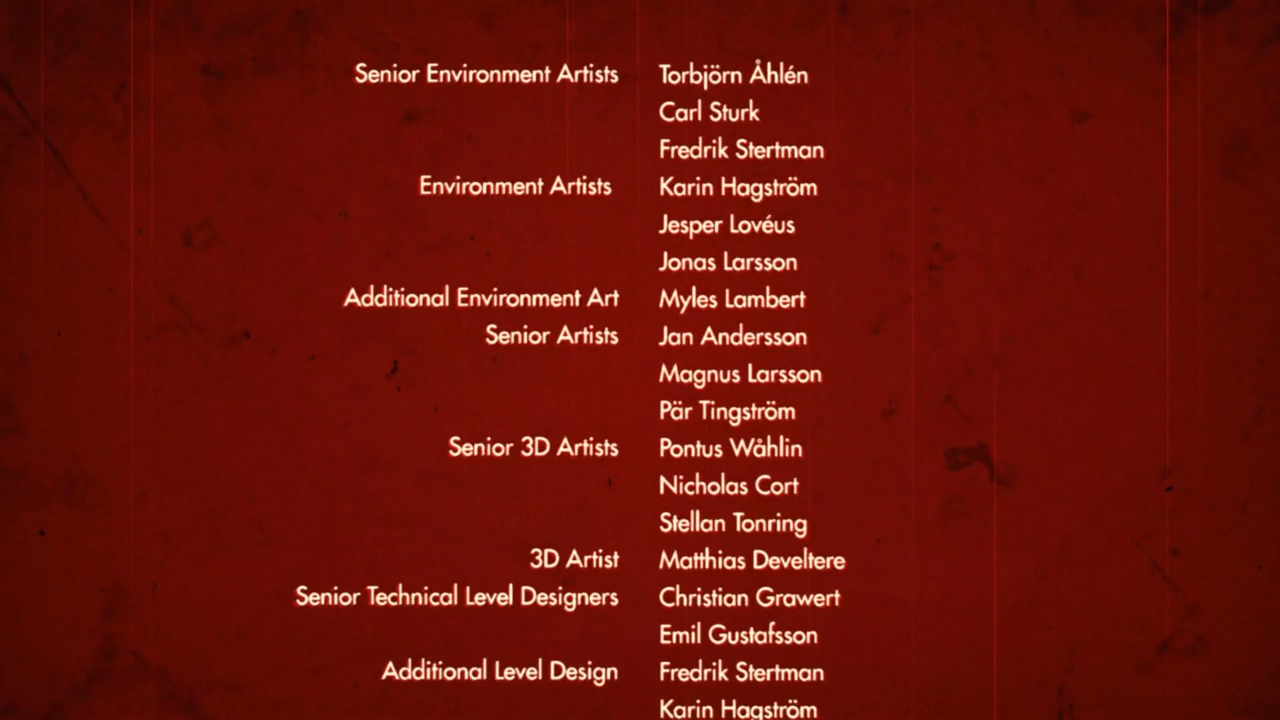 Senior Environment Artists Torbjörn Åhlén
Carl Sturk
Fredrik Stertman
Environment Artists Karin Hagström
Jesper Lovéus
Jonas Larsson
Additional Environment Art Myles Lambert
Senior Artists Jan Andersson
Magnus Larsson
Pär Tingström
Senior 3D Artists Pontus Wåhlin
Nicholas Cort
Stellan Tonring
3D Artist Matthias Develtere
Senior Technical Level Designers Christian Grawert
Emil Gustafsson
Additional Level Design Fredrik Stertman
Karin Hagström